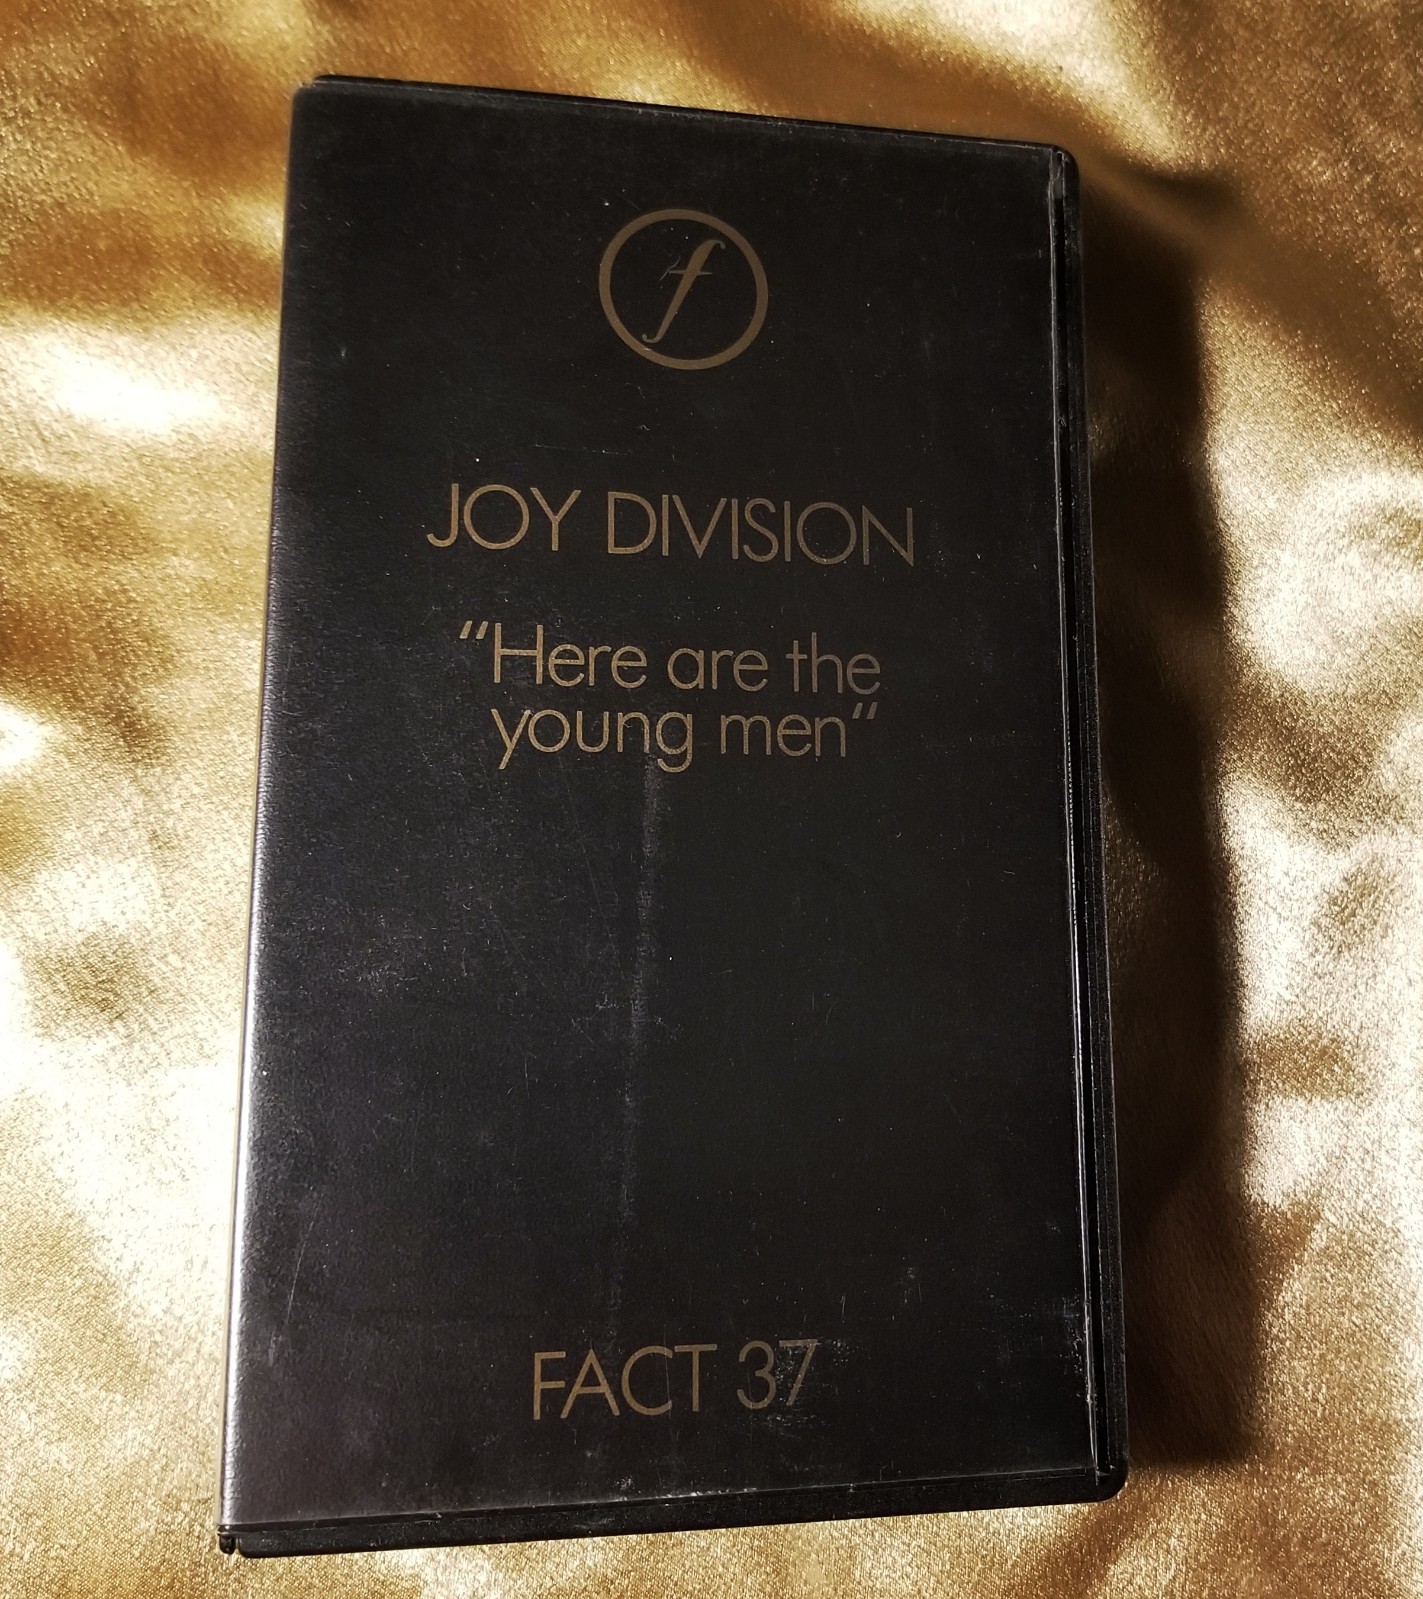 f
JOY DIVISION
“Here are the
young men“
FACT 37